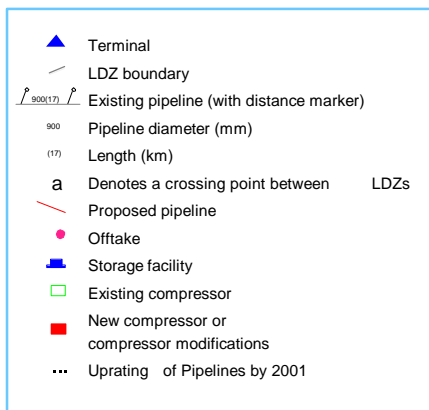 Terminal
LDZ boundary
900(17) Existing pipeline (with distance marker)
900 Pipeline diameter (mm)
(17) Length (km)
a Denotes a crossing point between LDZs
Proposed pipeline
Offtake
Storage facility
Existing compressor
New compressor or
compressor modifications
Uprating of Pipelines by 2001